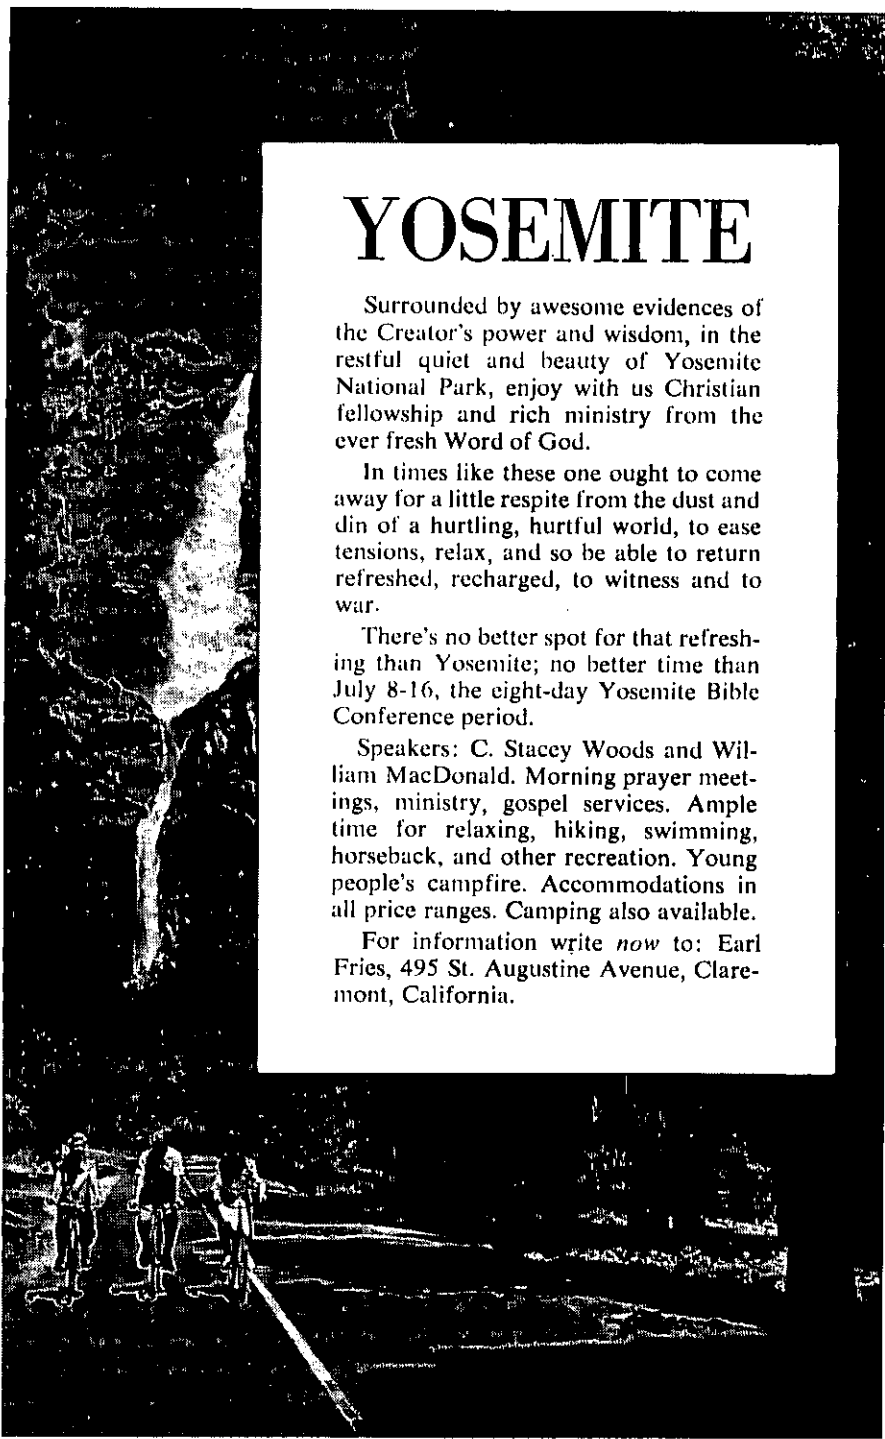 YOSEMITE
Surrounded by awesome evidences of
the Creator's power and wisdom, in the
restful quiet and beauty of Yosemite
National Park, enjoy with us Christian
fellowship and rich ministry from the
ever fresh Word of God.
In times like these one ought to come
away for a little respite from the dust and
din of a hurtling, hurtful world, to ease
tensions, relax, and so be able to return
refreshed, recharged, to witness and to
war.
There's no better spot for that refresh-
ing than Yosemite; no better time than
July 8-16, the eight-day Yosemite Bible
Conference period.
Speakers: C. Stacey Woods and Wil-
liam MacDonald. Morning prayer meet-
ings, ministry, gospel services. Ample
time for relaxing, hiking, swimming,
horseback, and other recreation. Young
people's campfire. Accommodations in
all price ranges. Camping also available.
For information write now to: Earl
Fries, 495 St. Augustine Avenue, Clare-
mont, California.